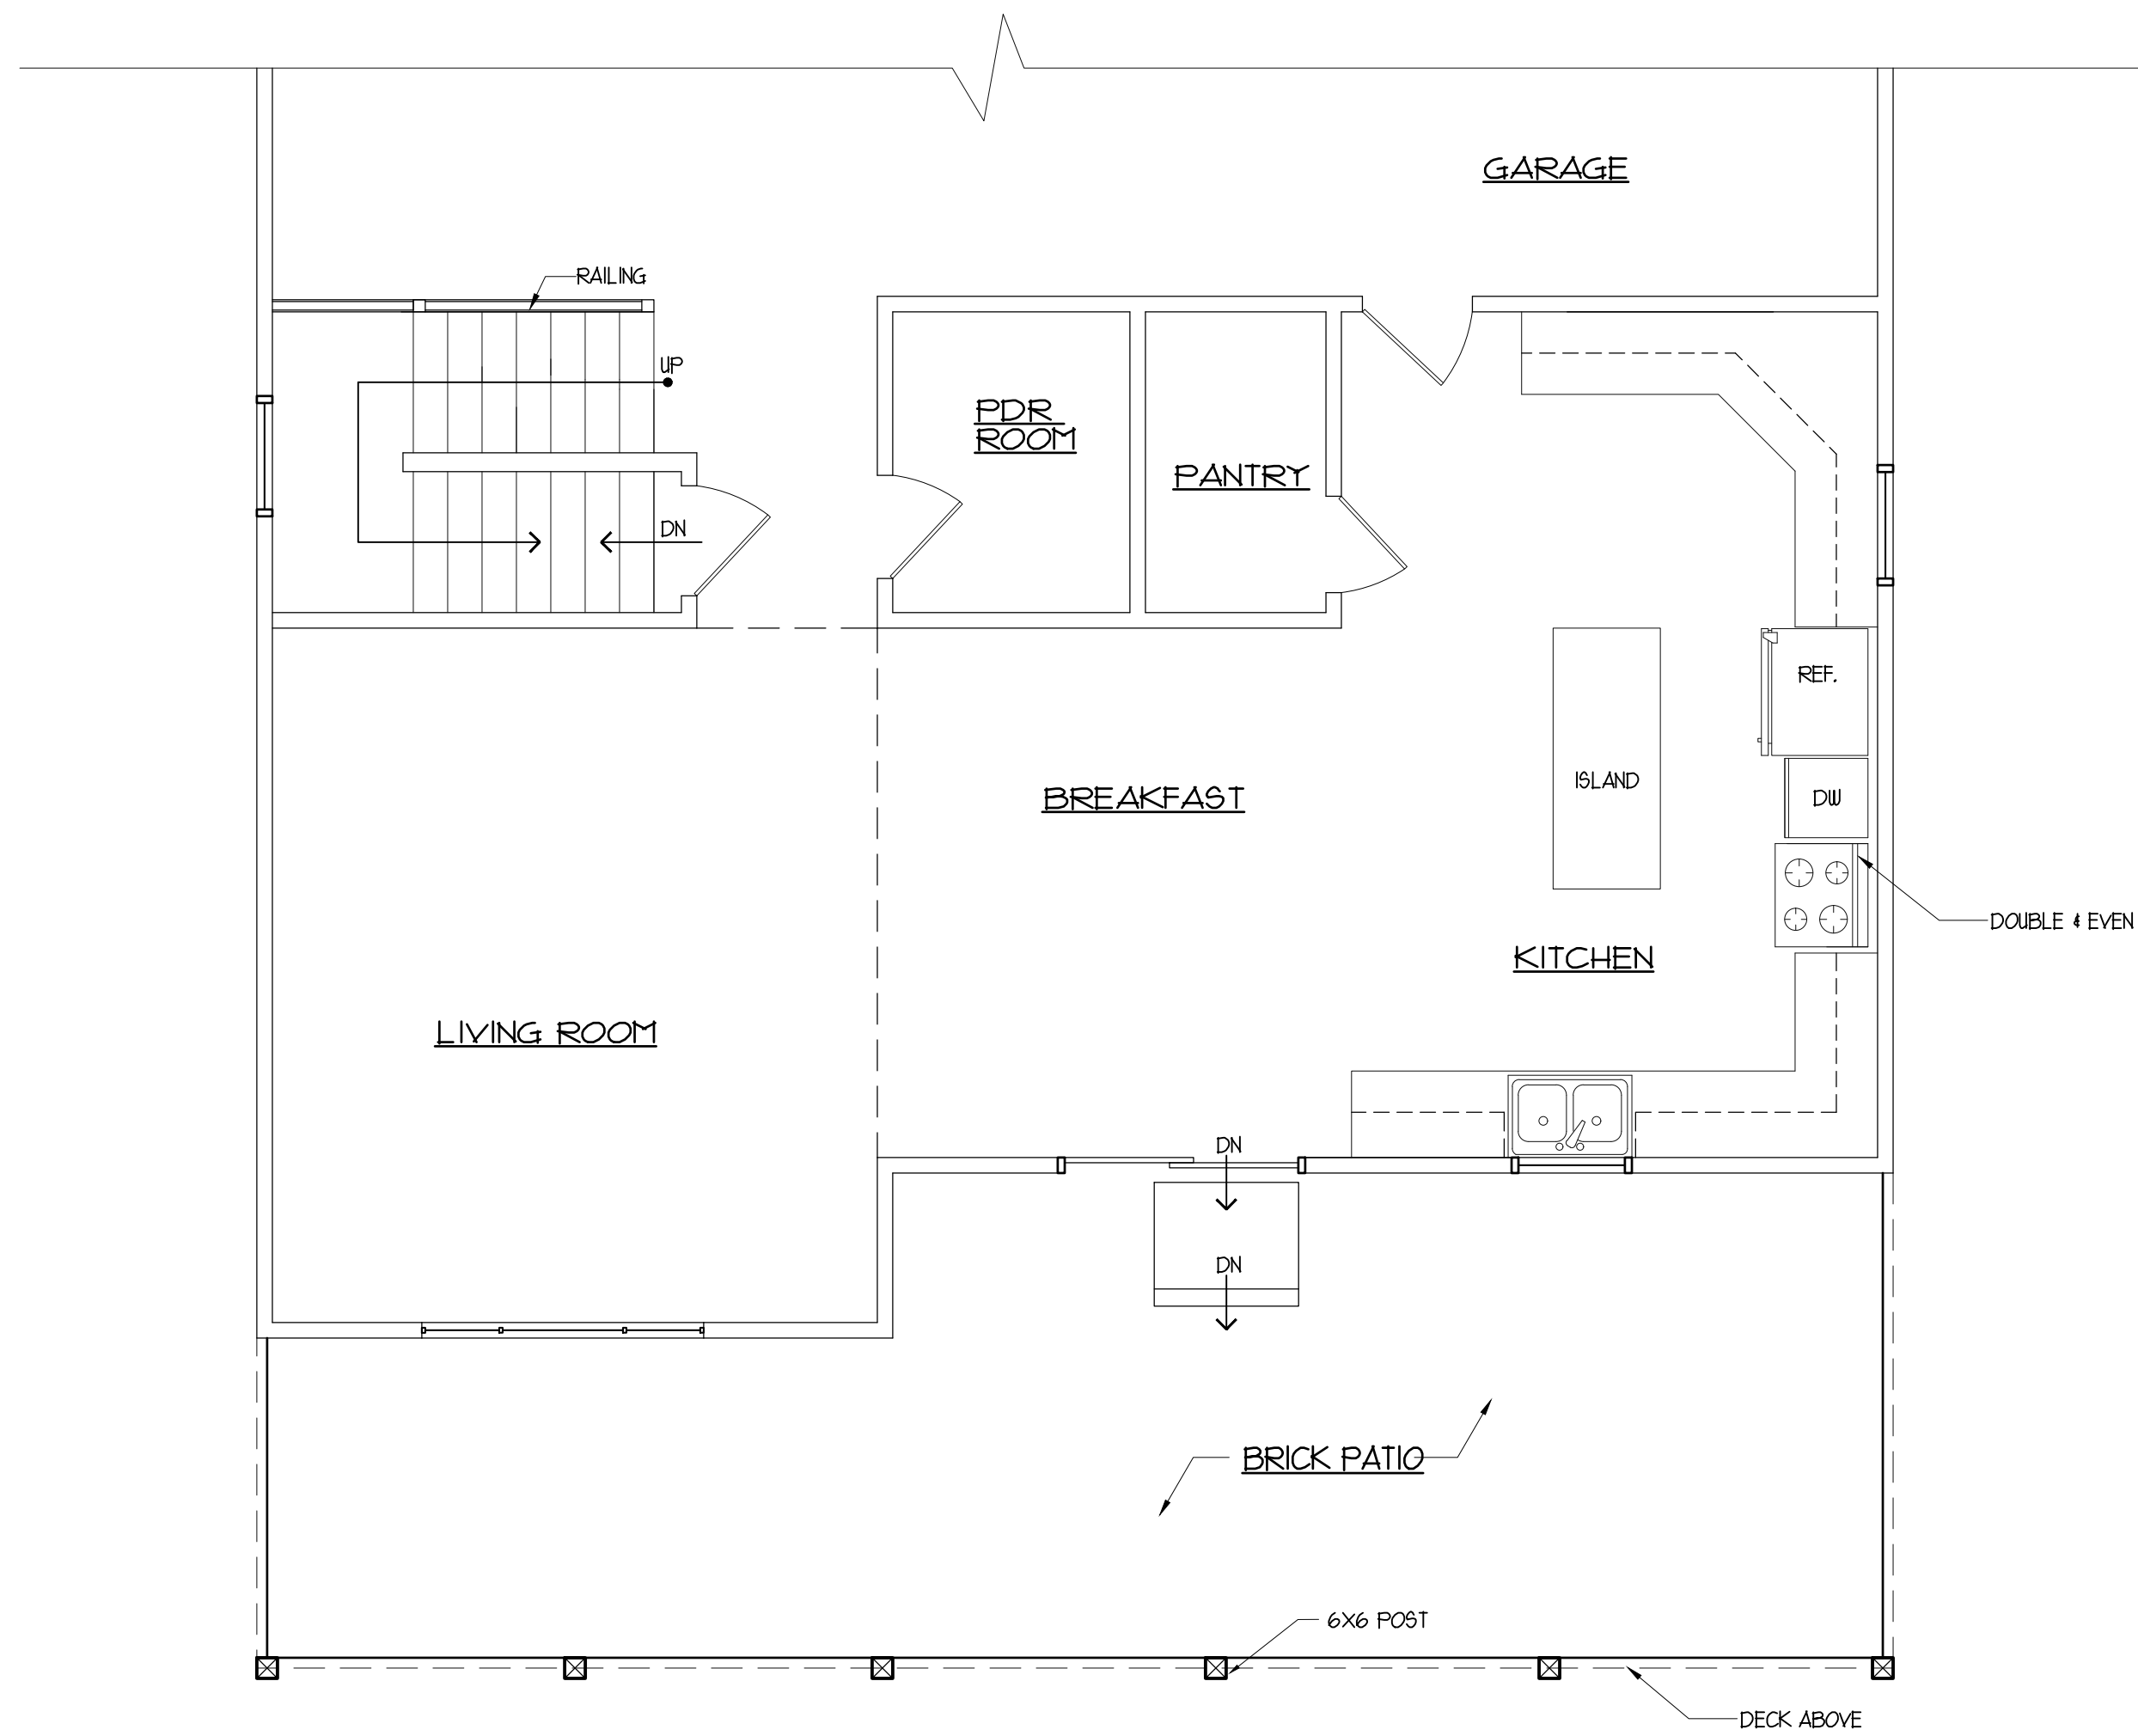 GARAGE
RAILING
UP
PDR
ROOM
PANTRY
DN
REF.
ISLAND
DW
BREAKFAST
DOUBLE & EVEN
KITCHEN
LIVING ROOM
DN
DN
BRICK PATIO
6X6 POST
DECK ABOVE